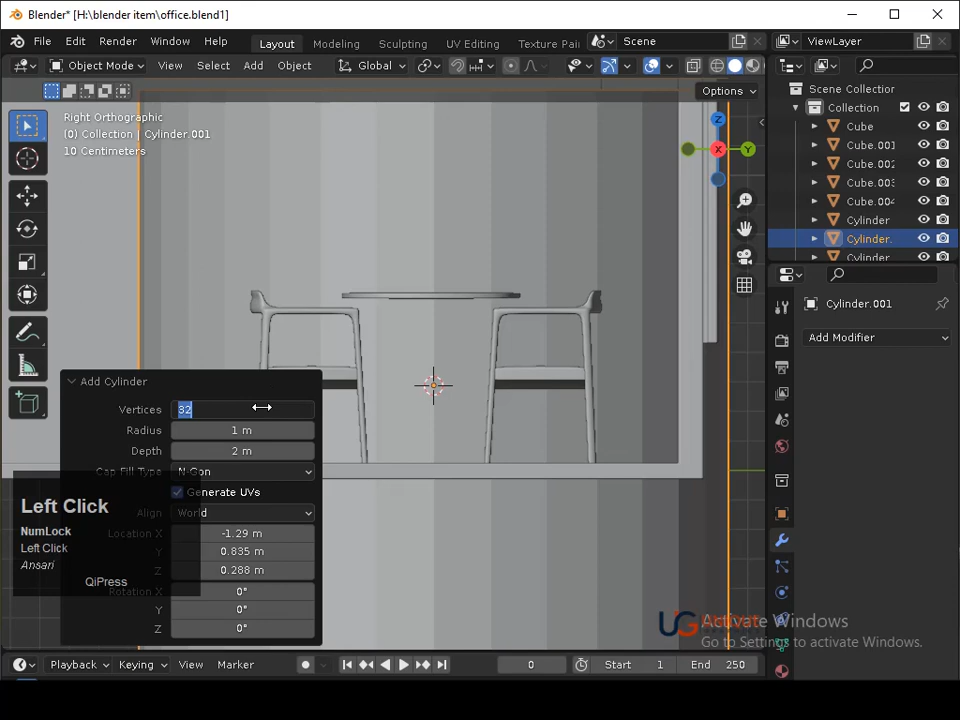 Blender* [H:\blender item\office.blend1]
File Edit Render Window Help Layout Modeling Sculpting UV Editing Texture Pai Scene ViewLayer
Object Mode View Select Add Object Global
Options
Right Orthographic
(0) Collection | Cylinder.001
10 Centimeters
Z
X
Y
Scene Collection
Collection
Cube
Cube.001
Cube.002
Cube.003
Cube.004
Cylinder
Cylinder.
Cylinder
Cylinder.001
Add Modifier
Add Cylinder
Vertices 32
Radius 1 m
Depth 2 m
Cap Fill Type N-Gon
Generate UVs
Align World
Location X -1.29 m
Y 0.835 m
Z 0.288 m
Rotation X 0°
Y 0°
Z 0°
Left Click
NumLock
Left Click
Ansari
QiPress
UG
Activate Windows
Go to Settings to activate Windows.
Playback Keying View Marker 0 Start 1 End 250